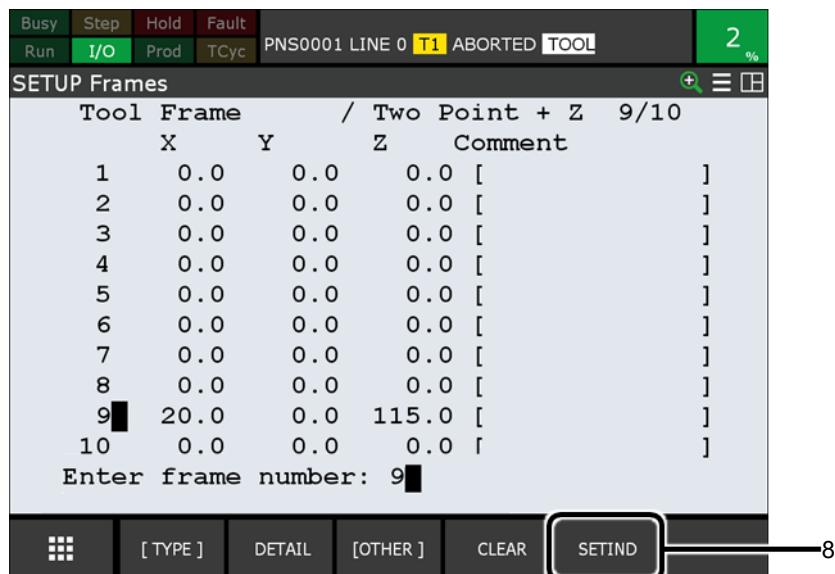 Busy Step Hold Fault
Run I/O Prod TCyc PNS0001 LINE 0 T1 ABORTED TOOL 2 %
SETUP Frames
Tool Frame / Two Point + Z 9/10
X Y Z Comment
1 0.0 0.0 0.0 [ ]
2 0.0 0.0 0.0 [ ]
3 0.0 0.0 0.0 [ ]
4 0.0 0.0 0.0 [ ]
5 0.0 0.0 0.0 [ ]
6 0.0 0.0 0.0 [ ]
7 0.0 0.0 0.0 [ ]
8 0.0 0.0 0.0 [ ]
9 20.0 0.0 115.0 [ ]
10 0.0 0.0 0.0 [ ]
Enter frame number: 9
[ TYPE ] DETAIL [OTHER ] CLEAR SETIND 8